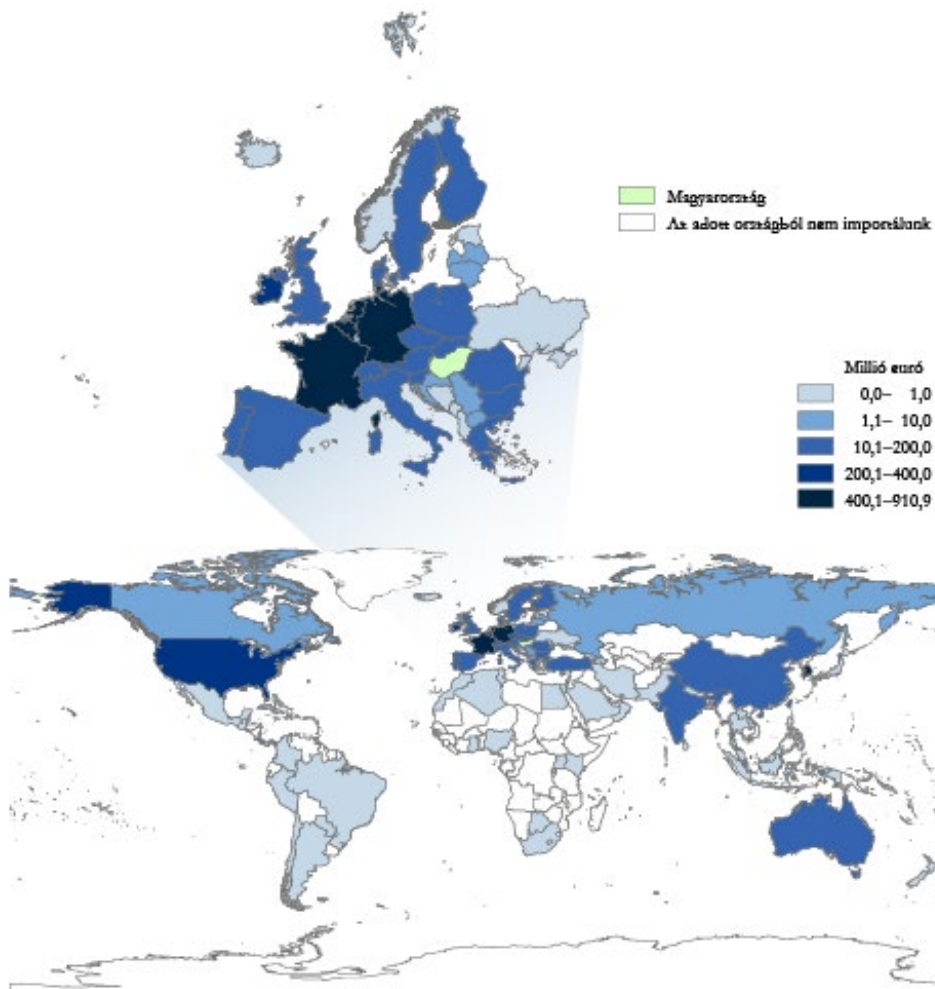 Magyarország
Az adott országból nem importálunk
Millió euró
0,0– 1,0
1,1– 10,0
10,1–200,0
200,1–400,0
400,1–910,9